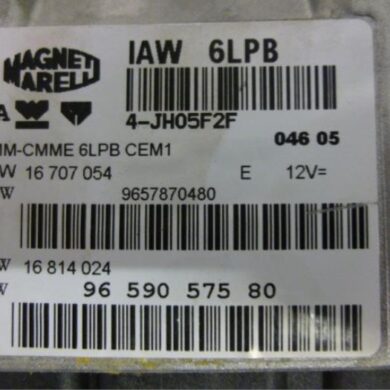 MAGNETI MARELLI
IAW 6LPB
4-JH05F2F
046 05
MM-CMME 6LPB CEM1
W 16 707 054 E 12V=
W 9657870480
W 16 814 024
W 96 590 575 80